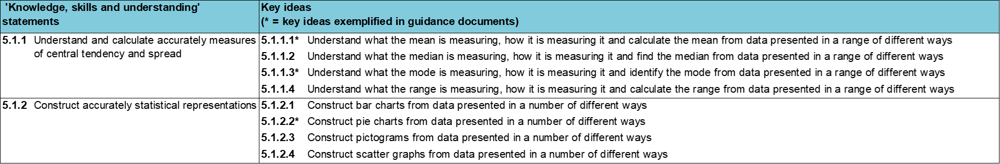 'Knowledge, skills and understanding' statements
Key ideas
(* = key ideas exemplified in guidance documents)
5.1.1 Understand and calculate accurately measures
of central tendency and spread
5.1.1.1* Understand what the mean is measuring, how it is measuring it and calculate the mean from data presented in a range of different ways
5.1.1.2 Understand what the median is measuring, how it is measuring it and find the median from data presented in a range of different ways
5.1.1.3* Understand what the mode is measuring, how it is measuring it and identify the mode from data presented in a range of different ways
5.1.1.4 Understand what the range is measuring, how it is measuring it and calculate the range from data presented in a range of different ways
5.1.2 Construct accurately statistical representations
5.1.2.1 Construct bar charts from data presented in a number of different ways
5.1.2.2* Construct pie charts from data presented in a number of different ways
5.1.2.3 Construct pictograms from data presented in a number of different ways
5.1.2.4 Construct scatter graphs from data presented in a number of different ways